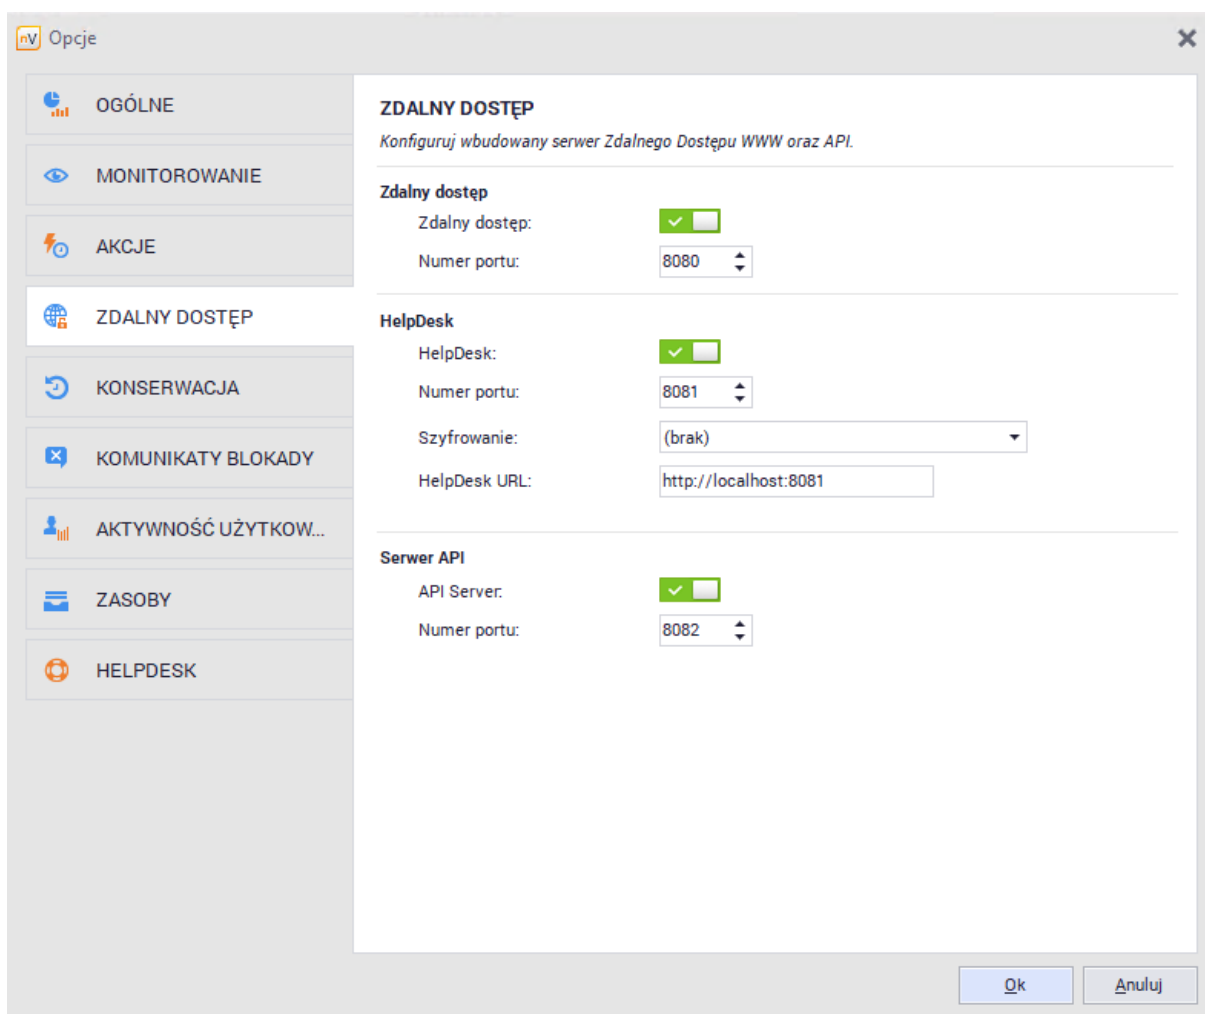 nV Opcje
OGÓLNE
MONITOROWANIE
AKCJE
ZDALNY DOSTĘP
KONSERWACJA
KOMUNIKATY BLOKADY
AKTYWNOŚĆ UŻYTKOW...
ZASOBY
HELPDESK
ZDALNY DOSTĘP
Konfiguruj wbudowany serwer Zdalnego Dostępu WWW oraz API.
Zdalny dostęp
Zdalny dostęp:
Numer portu: 8080
HelpDesk
HelpDesk:
Numer portu: 8081
Szyfrowanie: (brak)
HelpDesk URL: http://localhost:8081
Serwer API
API Server:
Numer portu: 8082
Ok Anuluj